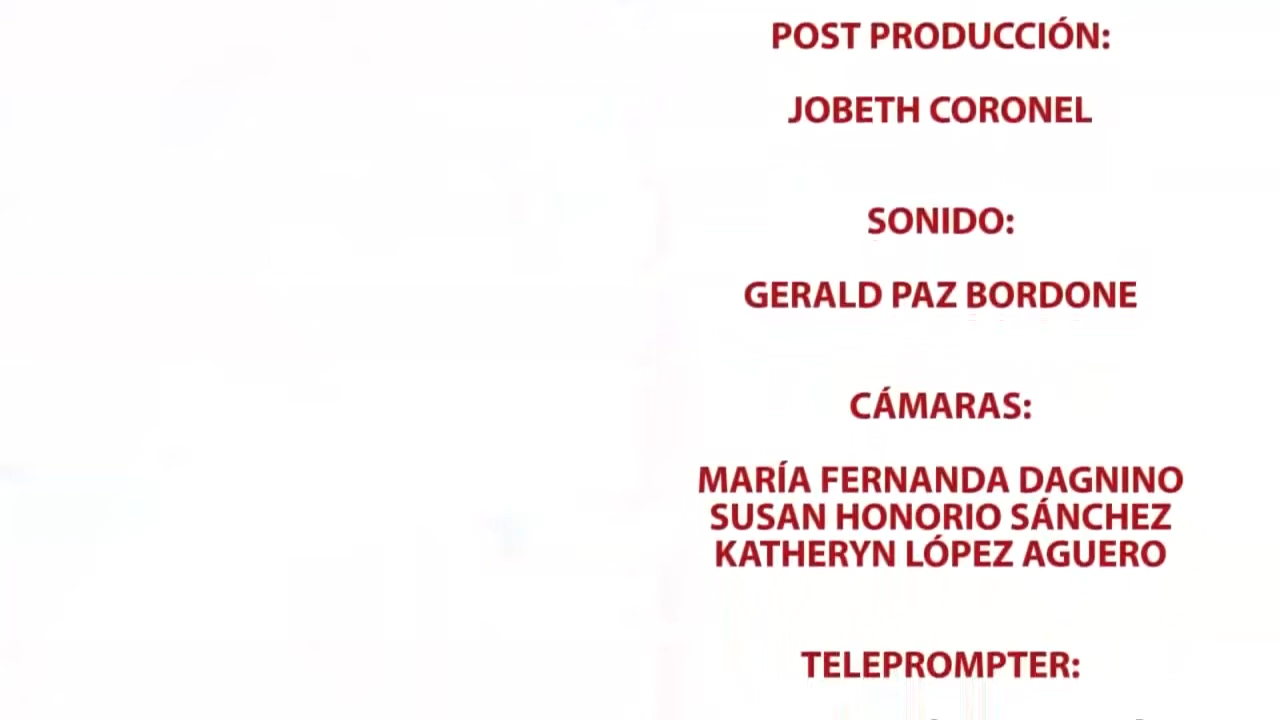 POST PRODUCCIÓN:
JOBETH CORONEL
SONIDO:
GERALD PAZ BORDONE
CÁMARAS:
MARÍA FERNANDA DAGNINO
SUSAN HONORIO SÁNCHEZ
KATHERYN LÓPEZ AGUERO
TELEPROMPTER: